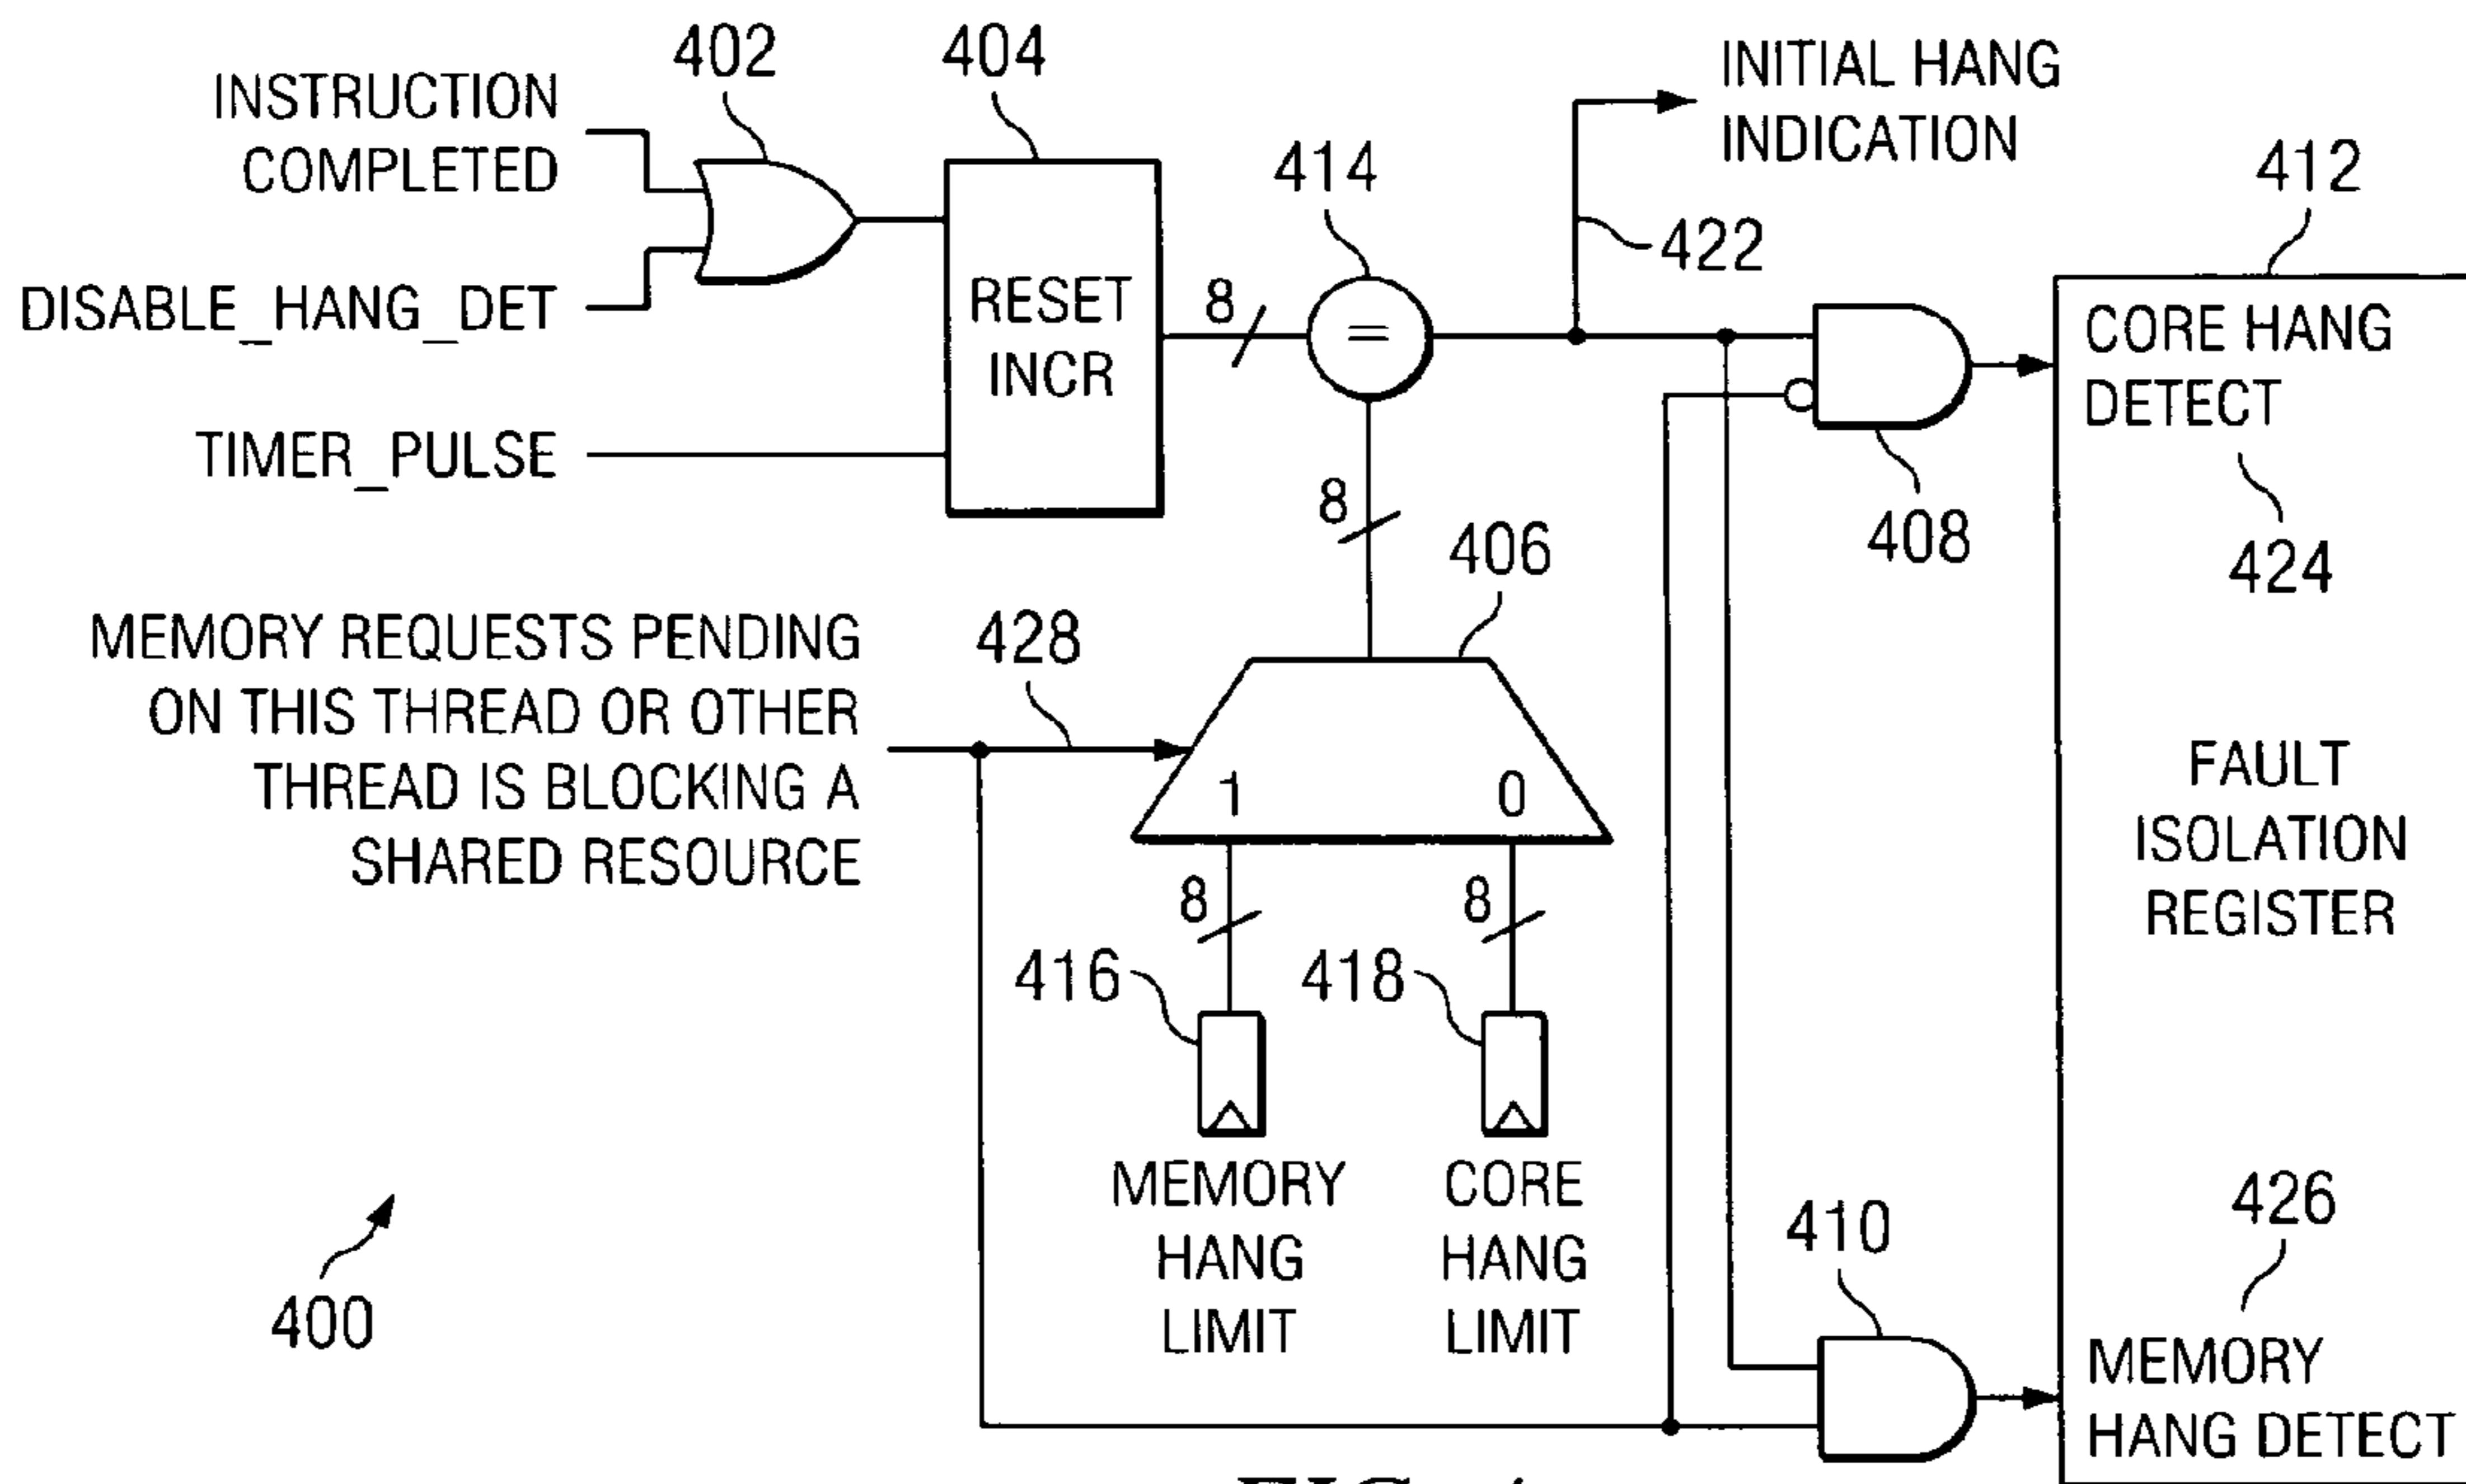 402
404
INSTRUCTION
COMPLETED
DISABLE_HANG_DET
TIMER_PULSE
RESET
INCR
8
414
INITIAL HANG
INDICATION
422
412
CORE HANG
DETECT
424
408
8
406
MEMORY REQUESTS PENDING
ON THIS THREAD OR OTHER
THREAD IS BLOCKING A
SHARED RESOURCE
428
1
0
=
FAULT
ISOLATION
REGISTER
8
8
416
418
MEMORY
HANG
LIMIT
CORE
HANG
LIMIT
400
410
426
MEMORY
HANG DETECT